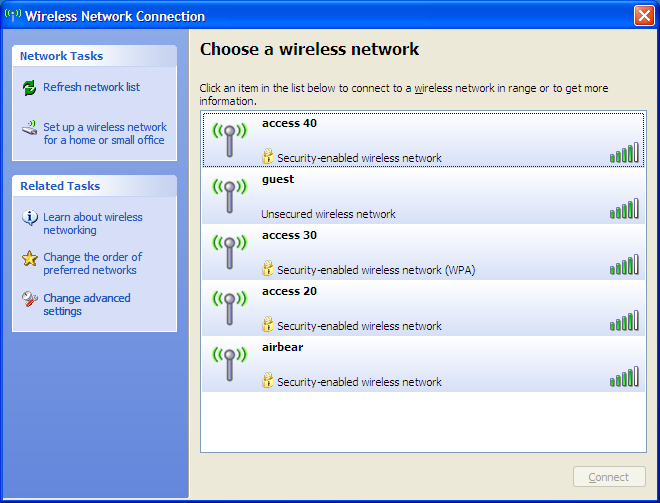 Wireless Network Connection
Network Tasks
Refresh network list
Set up a wireless network
for a home or small office
Related Tasks
Learn about wireless
networking
Change the order of
preferred networks
Change advanced
settings
Choose a wireless network
Click an item in the list below to connect to a wireless network in range or to get more
information.
access 40
Security-enabled wireless network
guest
Unsecured wireless network
access 30
Security-enabled wireless network (WPA)
access 20
Security-enabled wireless network
airbear
Security-enabled wireless network
Connect